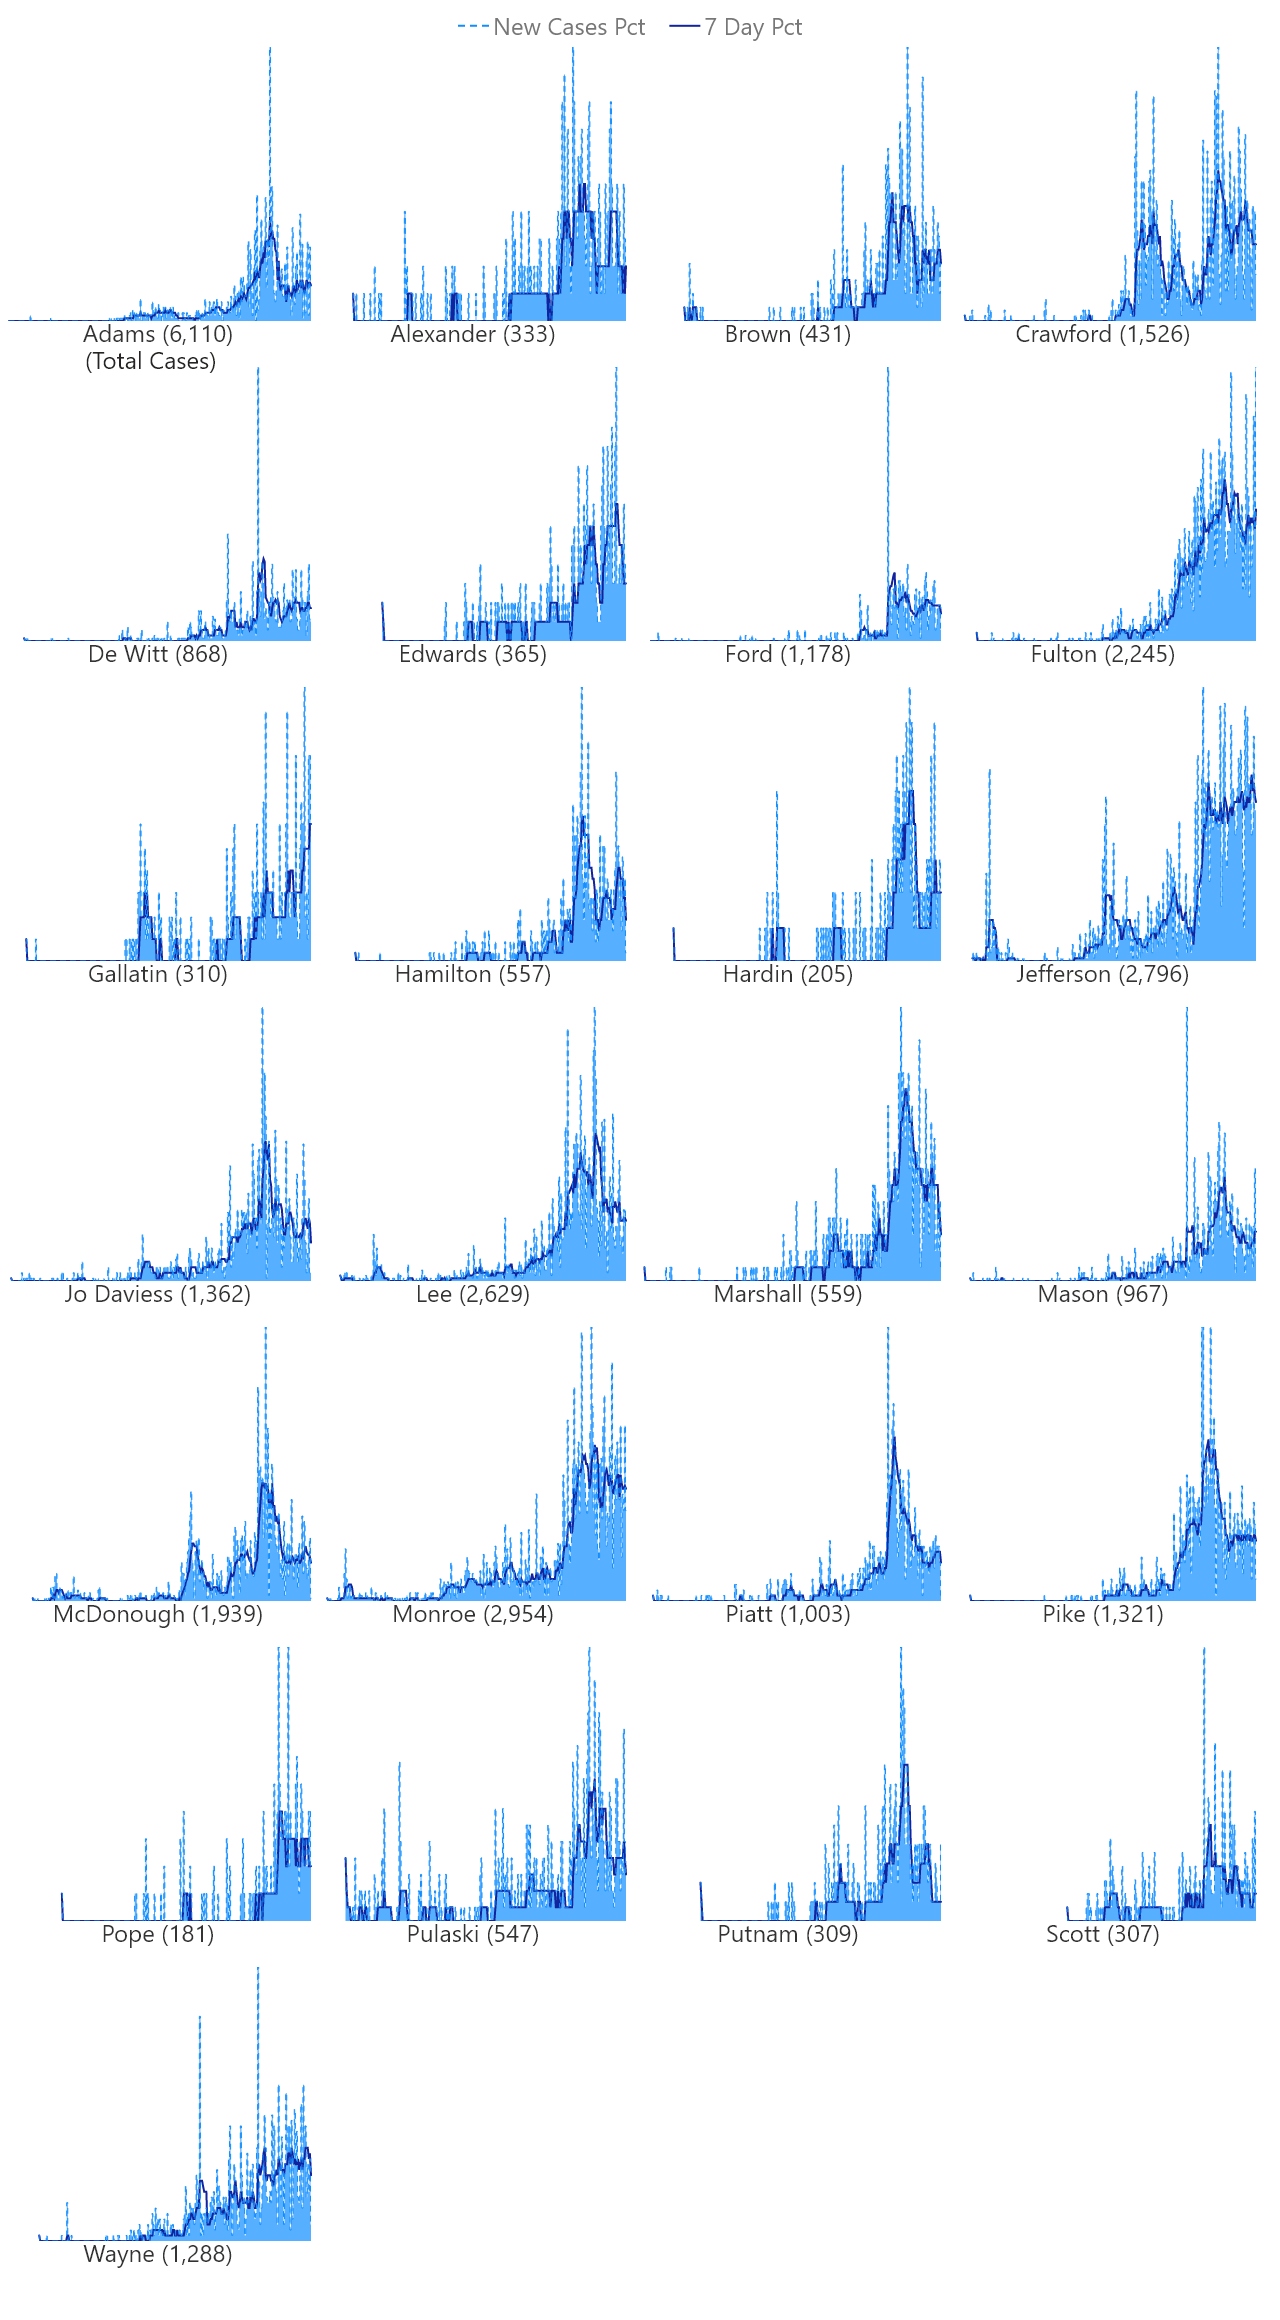 New Cases Pct 7 Day Pct
Adams (6,110) Alexander (333) Brown (431) Crawford (1,526)
(Total Cases)
De Witt (868) Edwards (365) Ford (1,178) Fulton (2,245)
Gallatin (310) Hamilton (557) Hardin (205) Jefferson (2,796)
Jo Daviess (1,362) Lee (2,629) Marshall (559) Mason (967)
McDonough (1,939) Monroe (2,954) Piatt (1,003) Pike (1,321)
Pope (181) Pulaski (547) Putnam (309) Scott (307)
Wayne (1,288)